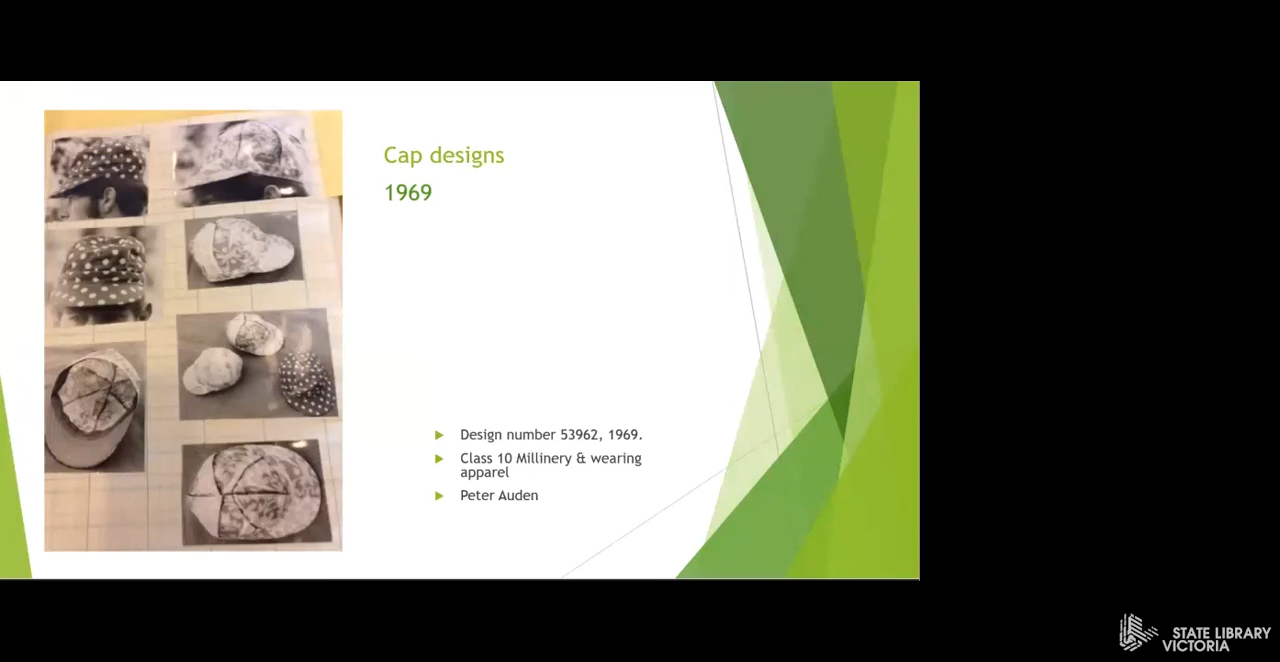 Cap designs
1969
Design number 53962, 1969.
Class 10 Millinery & wearing
apparel
Peter Auden
STATE LIBRARY
VICTORIA